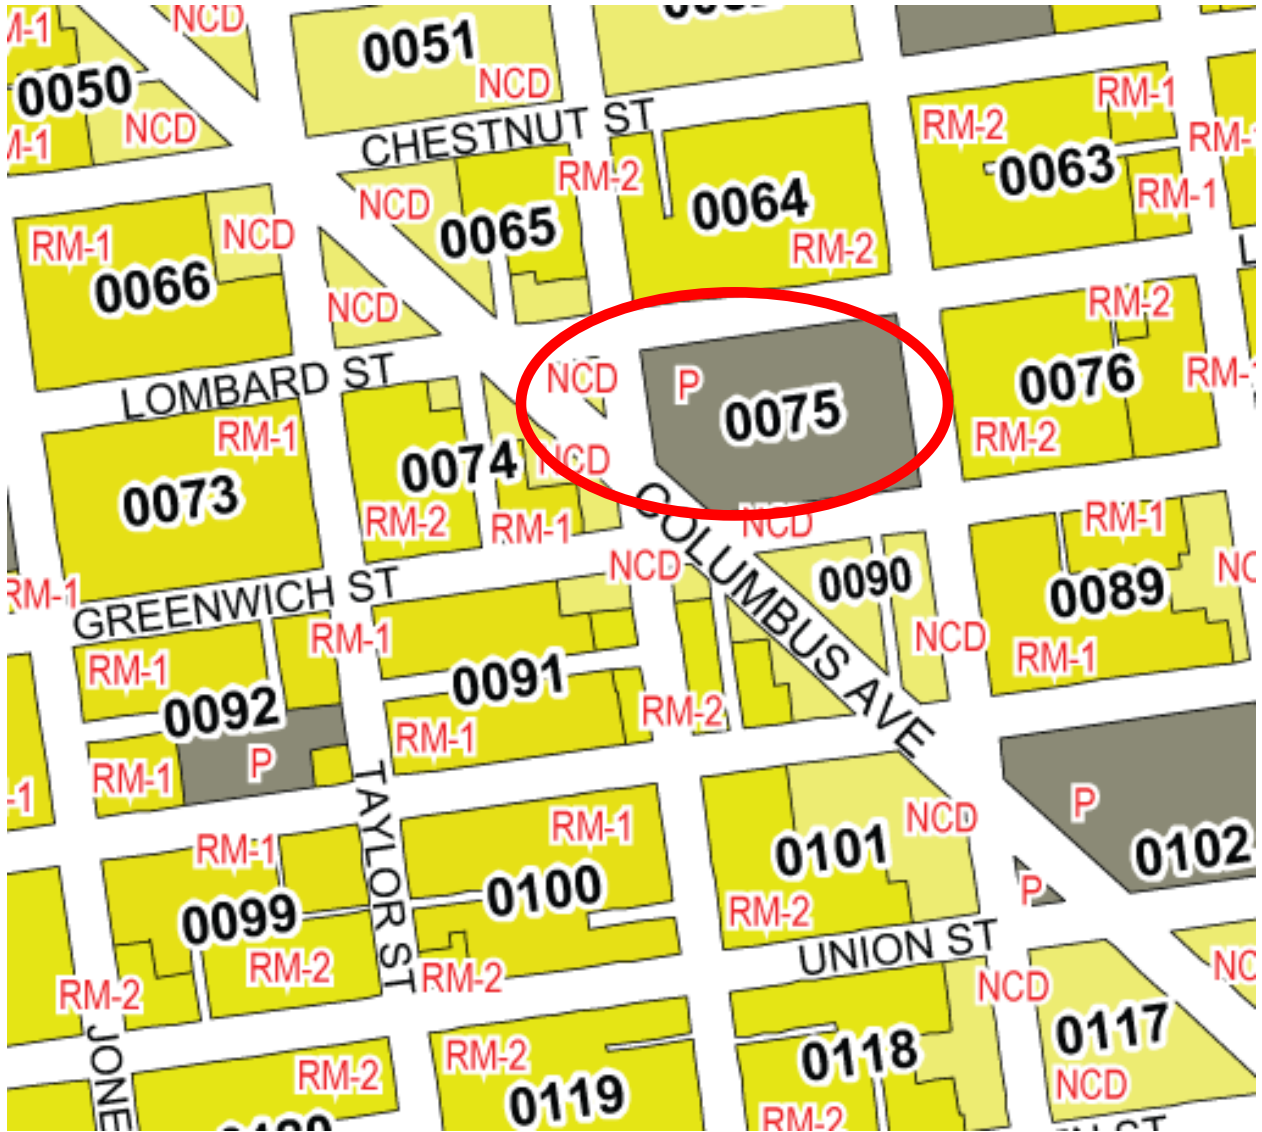 NCD
M-1
0051
0050
NCD
RM-1
NCD
RM-2
M-1
CHESTNUT ST
RM-2
0063
0064
NCD
0065
RM-1
RM-1
NCD
RM-2
0066
NCD
RM-2
LOMBARD ST
NCD
P
0075
0076
RM-1
RM-2
0074
NCD
0073
RM-2
RM-1
COLUMBUS AVE
NCD
RM-1
NCD
0090
0089
RM-1
GREENWICH ST
RM-1
NCD
RM-1
RM-1
0091
0092
RM-2
RM-1
RM-1
P
TAYLOR ST
RM-1
NCD
P
RM-1
0101
0102
0100
P
0099
RM-2
UNION ST
RM-2
RM-2
NCD
RM-2
0117
0118
RM-2
RM-2
0119
NCD
RM-2
JONE